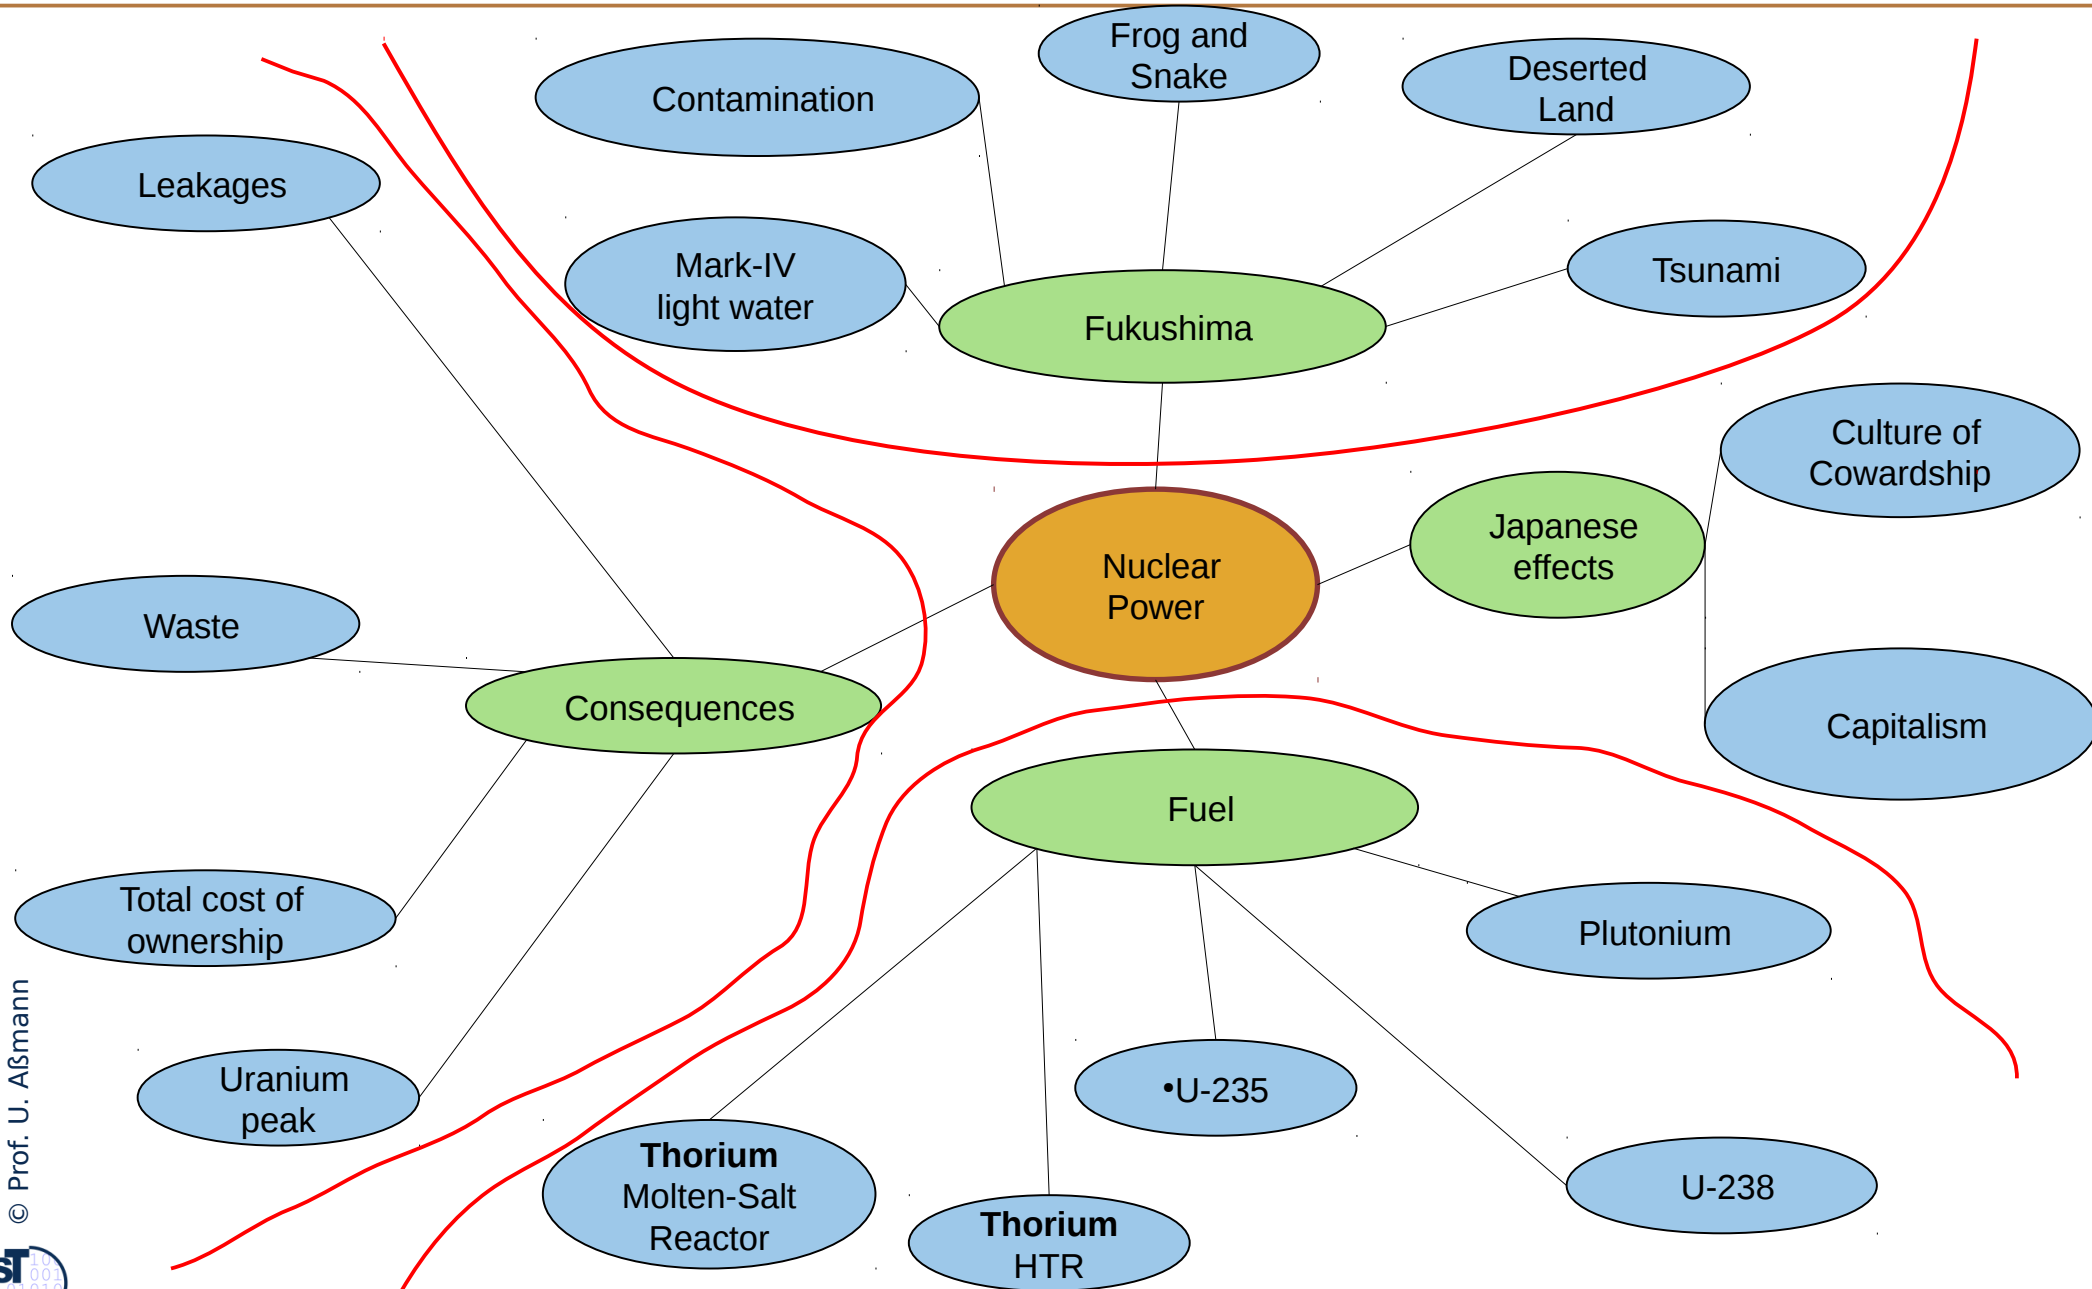 Frog and
Snake
Contamination
Deserted
Land
Leakages
Mark-IV
light water
Tsunami
Fukushima
Culture of
Cowardship
Japanese
effects
Nuclear
Power
Waste
Consequences
Capitalism
Fuel
Total cost of
ownership
Plutonium
Uranium
peak
•U-235
Thorium
Molten-Salt
Reactor
U-238
Thorium
HTR
© Prof. U. Aßmann